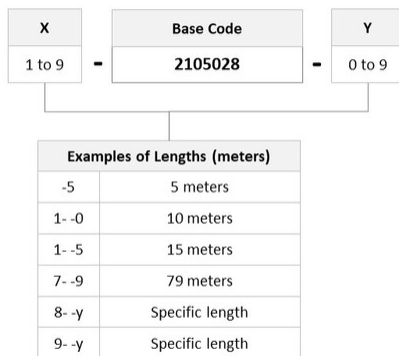 X Base Code Y
1 to 9 - 2105028 - 0 to 9
Examples of Lengths (meters)
-5 5 meters
1- -0 10 meters
1- -5 15 meters
7- -9 79 meters
8- -y Specific length
9- -y Specific length